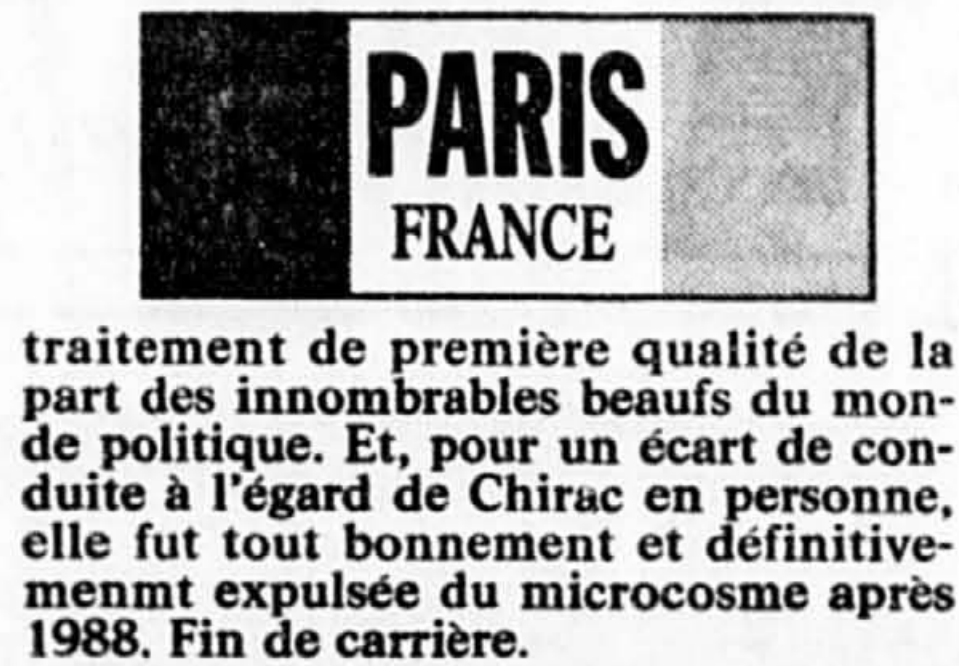 PARIS
FRANCE
traitement de première qualité de la
part des innombrables beaufs du mon-
de politique. Et, pour un écart de con-
duite à l'égard de Chirac en personne,
elle fut tout bonnement et définitive-
menmt expulsée du microcosme après
1988. Fin de carrière.